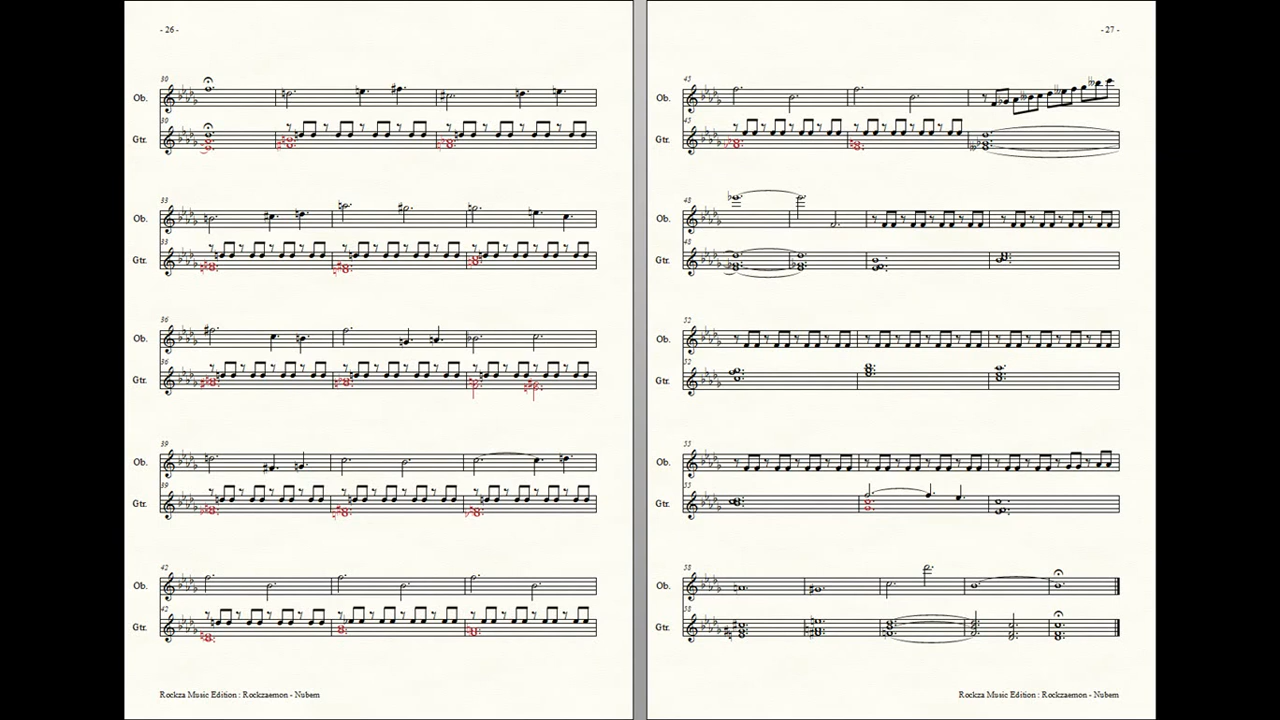 - 26 -
30
Ob.
30
Gtr.
33
Ob.
33
Gtr.
36
Ob.
36
Gtr.
39
Ob.
39
Gtr.
42
Ob.
42
Gtr.
Rockza Music Edition : Rockzaemon - Nubem
- 27 -
45
Ob.
45
Gtr.
48
Ob.
48
Gtr.
52
Ob.
52
Gtr.
55
Ob.
55
Gtr.
58
Ob.
58
Gtr.
Rockza Music Edition : Rockzaemon - Nubem